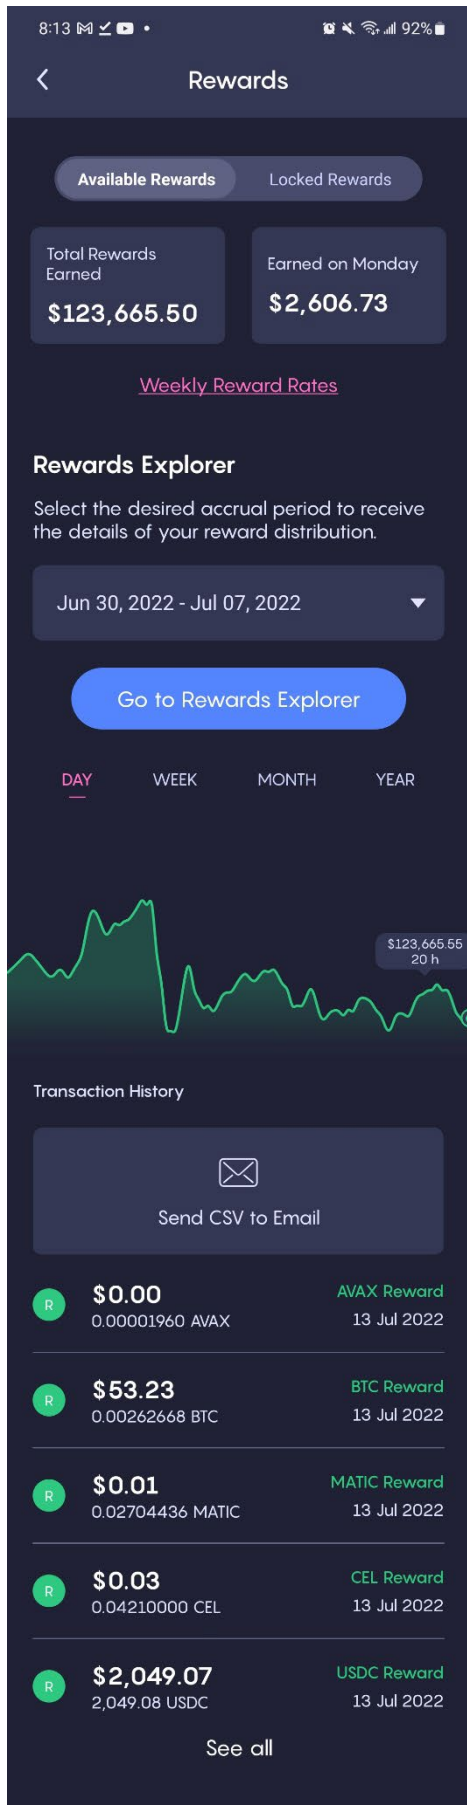 8:13
92%
Rewards
Available Rewards
Locked Rewards
Total Rewards
Earned
$123,665.50
Earned on Monday
$2,606.73
Weekly Reward Rates
Rewards Explorer
Select the desired accrual period to receive
the details of your reward distribution.
Jun 30, 2022 - Jul 07, 2022
Go to Rewards Explorer
DAY WEEK MONTH YEAR
$123,665.55
20 h
Transaction History
Send CSV to Email
R
$0.00
0.00001960 AVAX
AVAX Reward
13 Jul 2022
R
$53.23
0.00262668 BTC
BTC Reward
13 Jul 2022
R
$0.01
0.02704436 MATIC
MATIC Reward
13 Jul 2022
R
$0.03
0.04210000 CEL
CEL Reward
13 Jul 2022
R
$2,049.07
2,049.08 USDC
USDC Reward
13 Jul 2022
See all